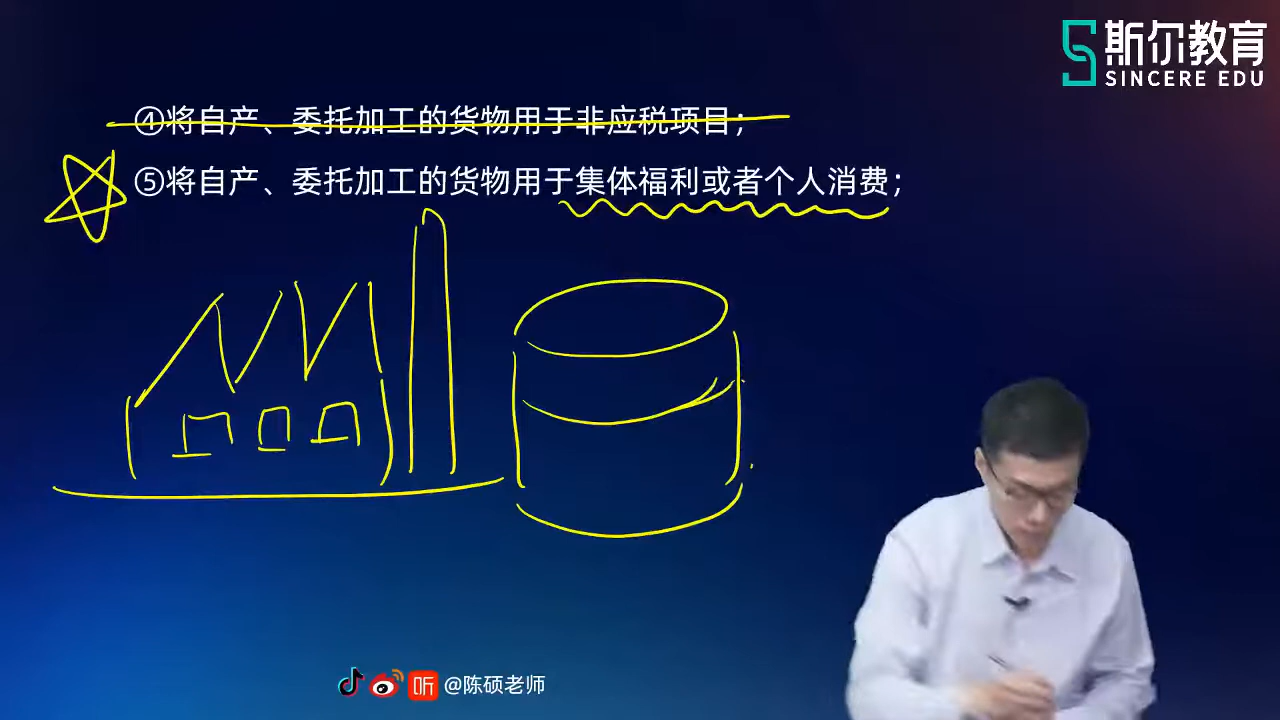 斯尔教育
SINCERE EDU
④将自产、委托加工的货物用于非应税项目；
⑤将自产、委托加工的货物用于集体福利或者个人消费；
听 @陈硕老师